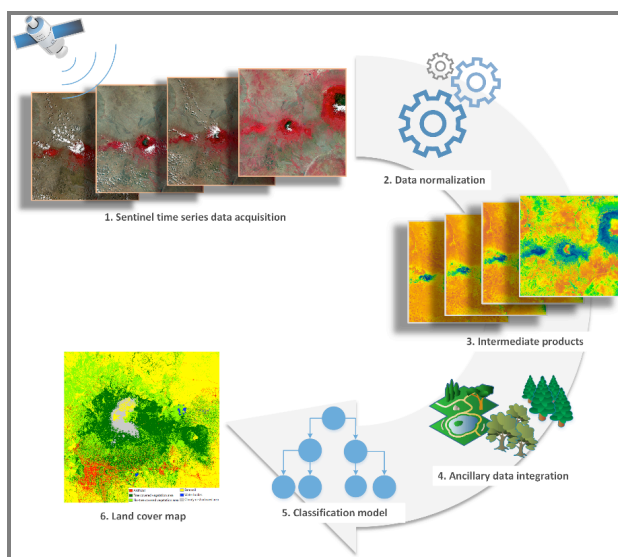 1. Sentinel time series data acquisition
2. Data normalization
3. Intermediate products
4. Ancillary data integration
5. Classification model
6. Land cover map